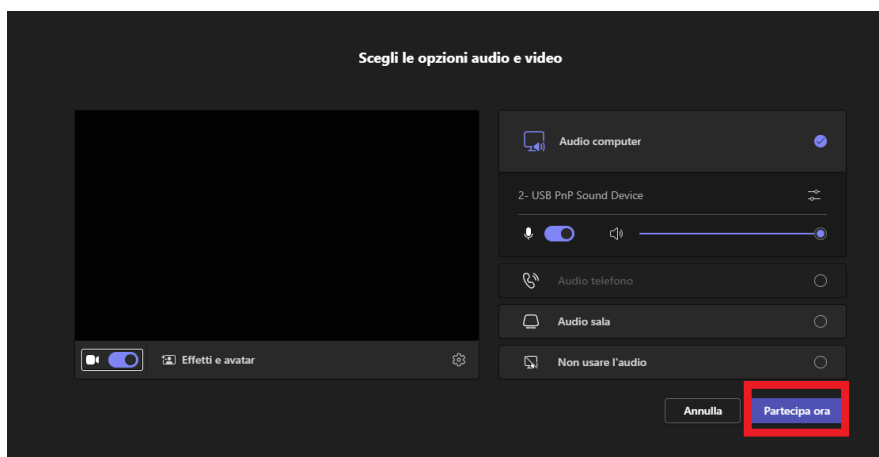 Scegli le opzioni audio e video
Audio computer
2- USB PnP Sound Device
Audio telefono
Audio sala
Effetti e avatar
Non usare l'audio
Annulla
Partecipa ora